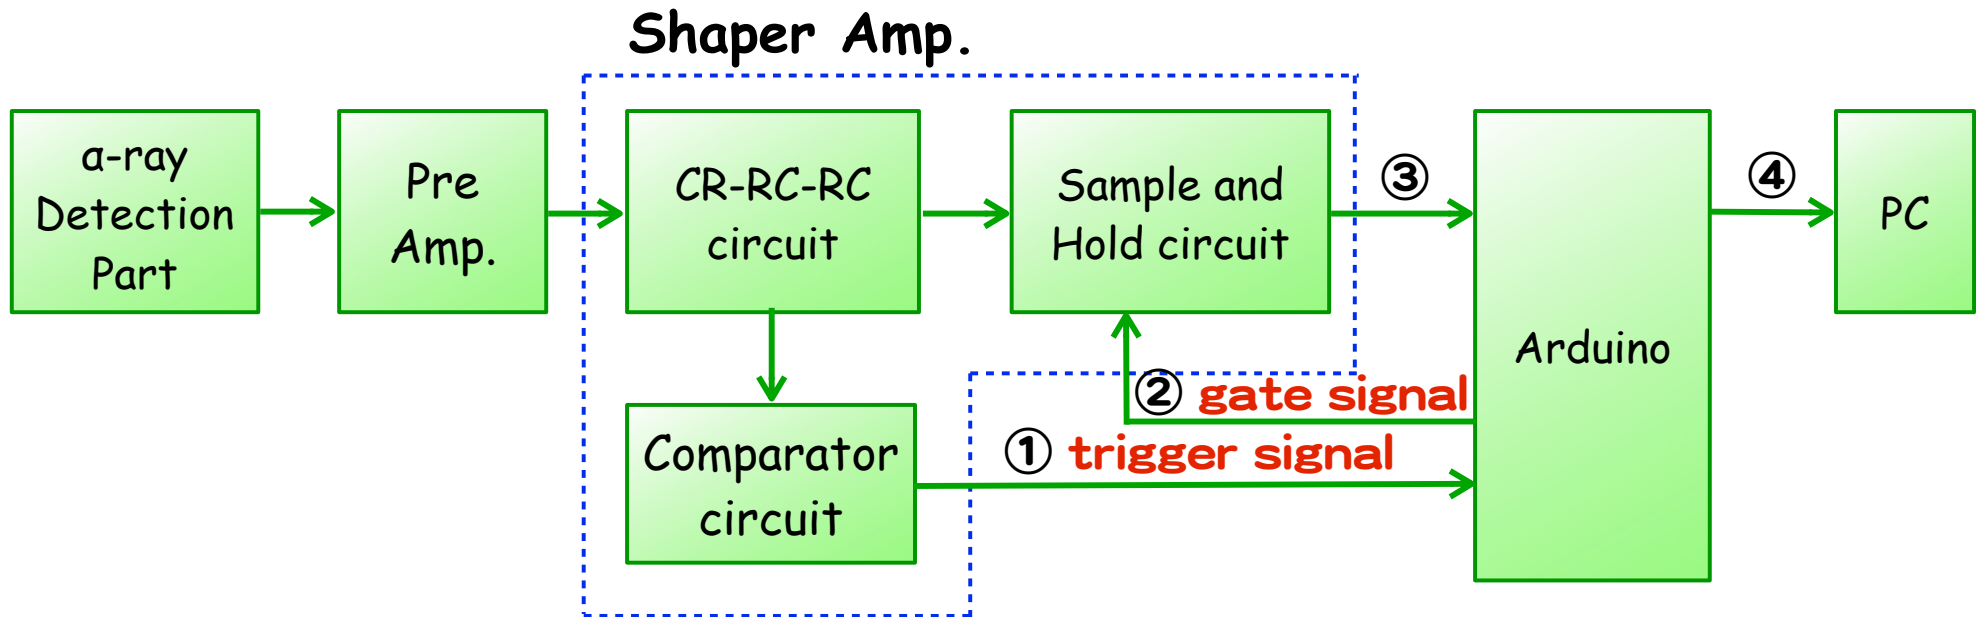 Shaper Amp.
α-ray
Detection
Part
Pre
Amp.
CR-RC-RC
circuit
Sample and
Hold circuit
③
④
PC
Arduino
② gate signal
① trigger signal
Comparator
circuit